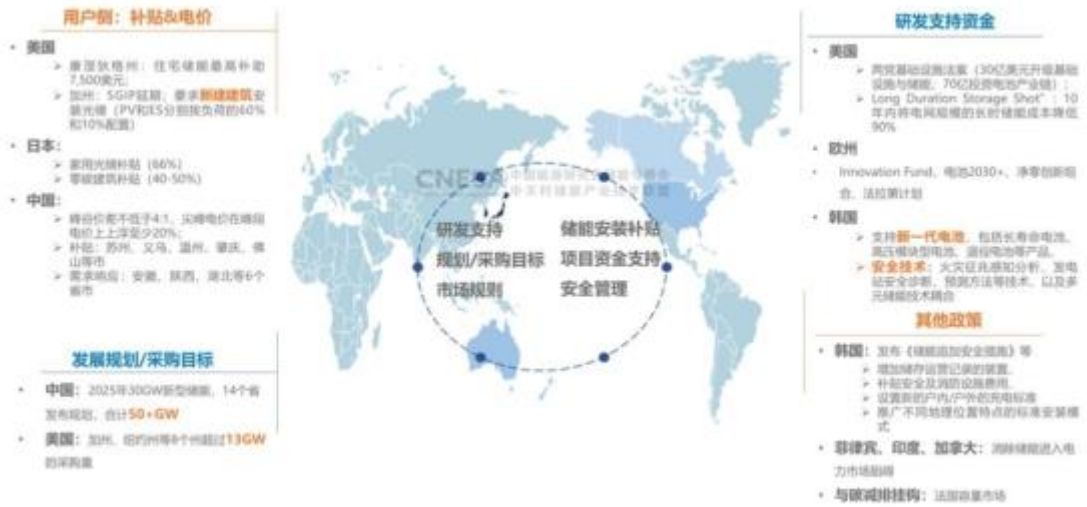 用户侧：补贴&电价
• 美国
➢ 康涅狄格州：住宅储能最高补助
7,500美元；
➢ 加州：SGIP延期，要求新建建筑安
装光储（PV和ES分别按负荷的60%
和10%配置）
• 日本：
➢ 家用光储补贴（66%）
➢ 零碳建筑补贴（40-50%）
• 中国：
➢ 峰谷价差不低于4:1，尖峰电价在峰段
电价上上浮至少20%；
➢ 补贴：苏州、义乌、温州、肇庆、佛
山等市
➢ 需求响应：安徽、陕西、湖北等6个
省市
发展规划/采购目标
• 中国：2025年30GW新型储能，14个省
发布规划，合计50+GW
• 美国：加州、纽约州等8个州超过13GW
的采购量
CNESA
研发支持
规划/采购目标
市场规则
储能安装补贴
项目资金支持
安全管理
研发支持资金
• 美国
➢ 两党基础设施法案（30亿美元升级基础
设施与储能，70亿投资电池产业链）；
➢ Long Duration Storage Shot"：10
年内将电网规模的长时储能成本降低
90%
• 欧州
• Innovation Fund、电池2030+、净零创新组
合、法拉第计划
• 韩国
➢ 支持新一代电池，包括长寿命电池、
高压模块型电池、退役电池等产品。
➢ 安全技术：火灾征兆感知分析，发电
站安全诊断、预测方法等技术，以及多
元储能技术耦合
其他政策
• 韩国：发布《储能追加安全措施》等
➢ 增加储存运营记录的装置，
➢ 补贴安全及消防设施费用，
➢ 设置新的户内/户外的充电标准
➢ 推广不同地理位置特点的标准安装模
式
• 菲律宾、印度、加拿大：消除储能进入电
力市场阻碍
• 与碳减排挂钩：法国容量市场